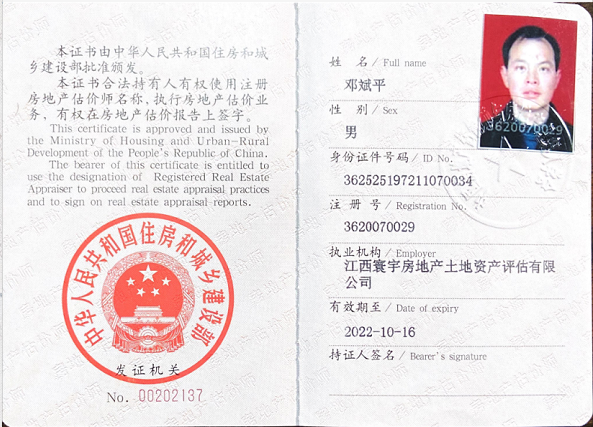 本证书由中华人民共和国住房和城
乡建设部批准颁发。
本证书合法持有人有权使用注册
房地产估价师名称，执行房地产估价业
务、有权在房地产估价报告上签字。
This certificate is approved and issued by
the Ministry of Housing and Urban-Rural
Development of the People's Republic of China.
The bearer of this certificate is entitled to
use the designation of Registered Real Estate
Appraiser to proceed real estate appraisal practices
and to sign on real estate appraisal reports.
中华人民共和国住房和城乡建设部
发证机关
No. 00202137
姓 名 / Full name
邓斌平
性 别 / Sex
男
身份证件号码 / ID No.
362525197211070034
注 册 号 / Registration No.
3620070029
执业机构 / Employer
江西寰宇房地产土地资产评估有限
公司
有效期至 / Date of expiry
2022-10-16
持证人签名 / Bearer's signature
3620070029